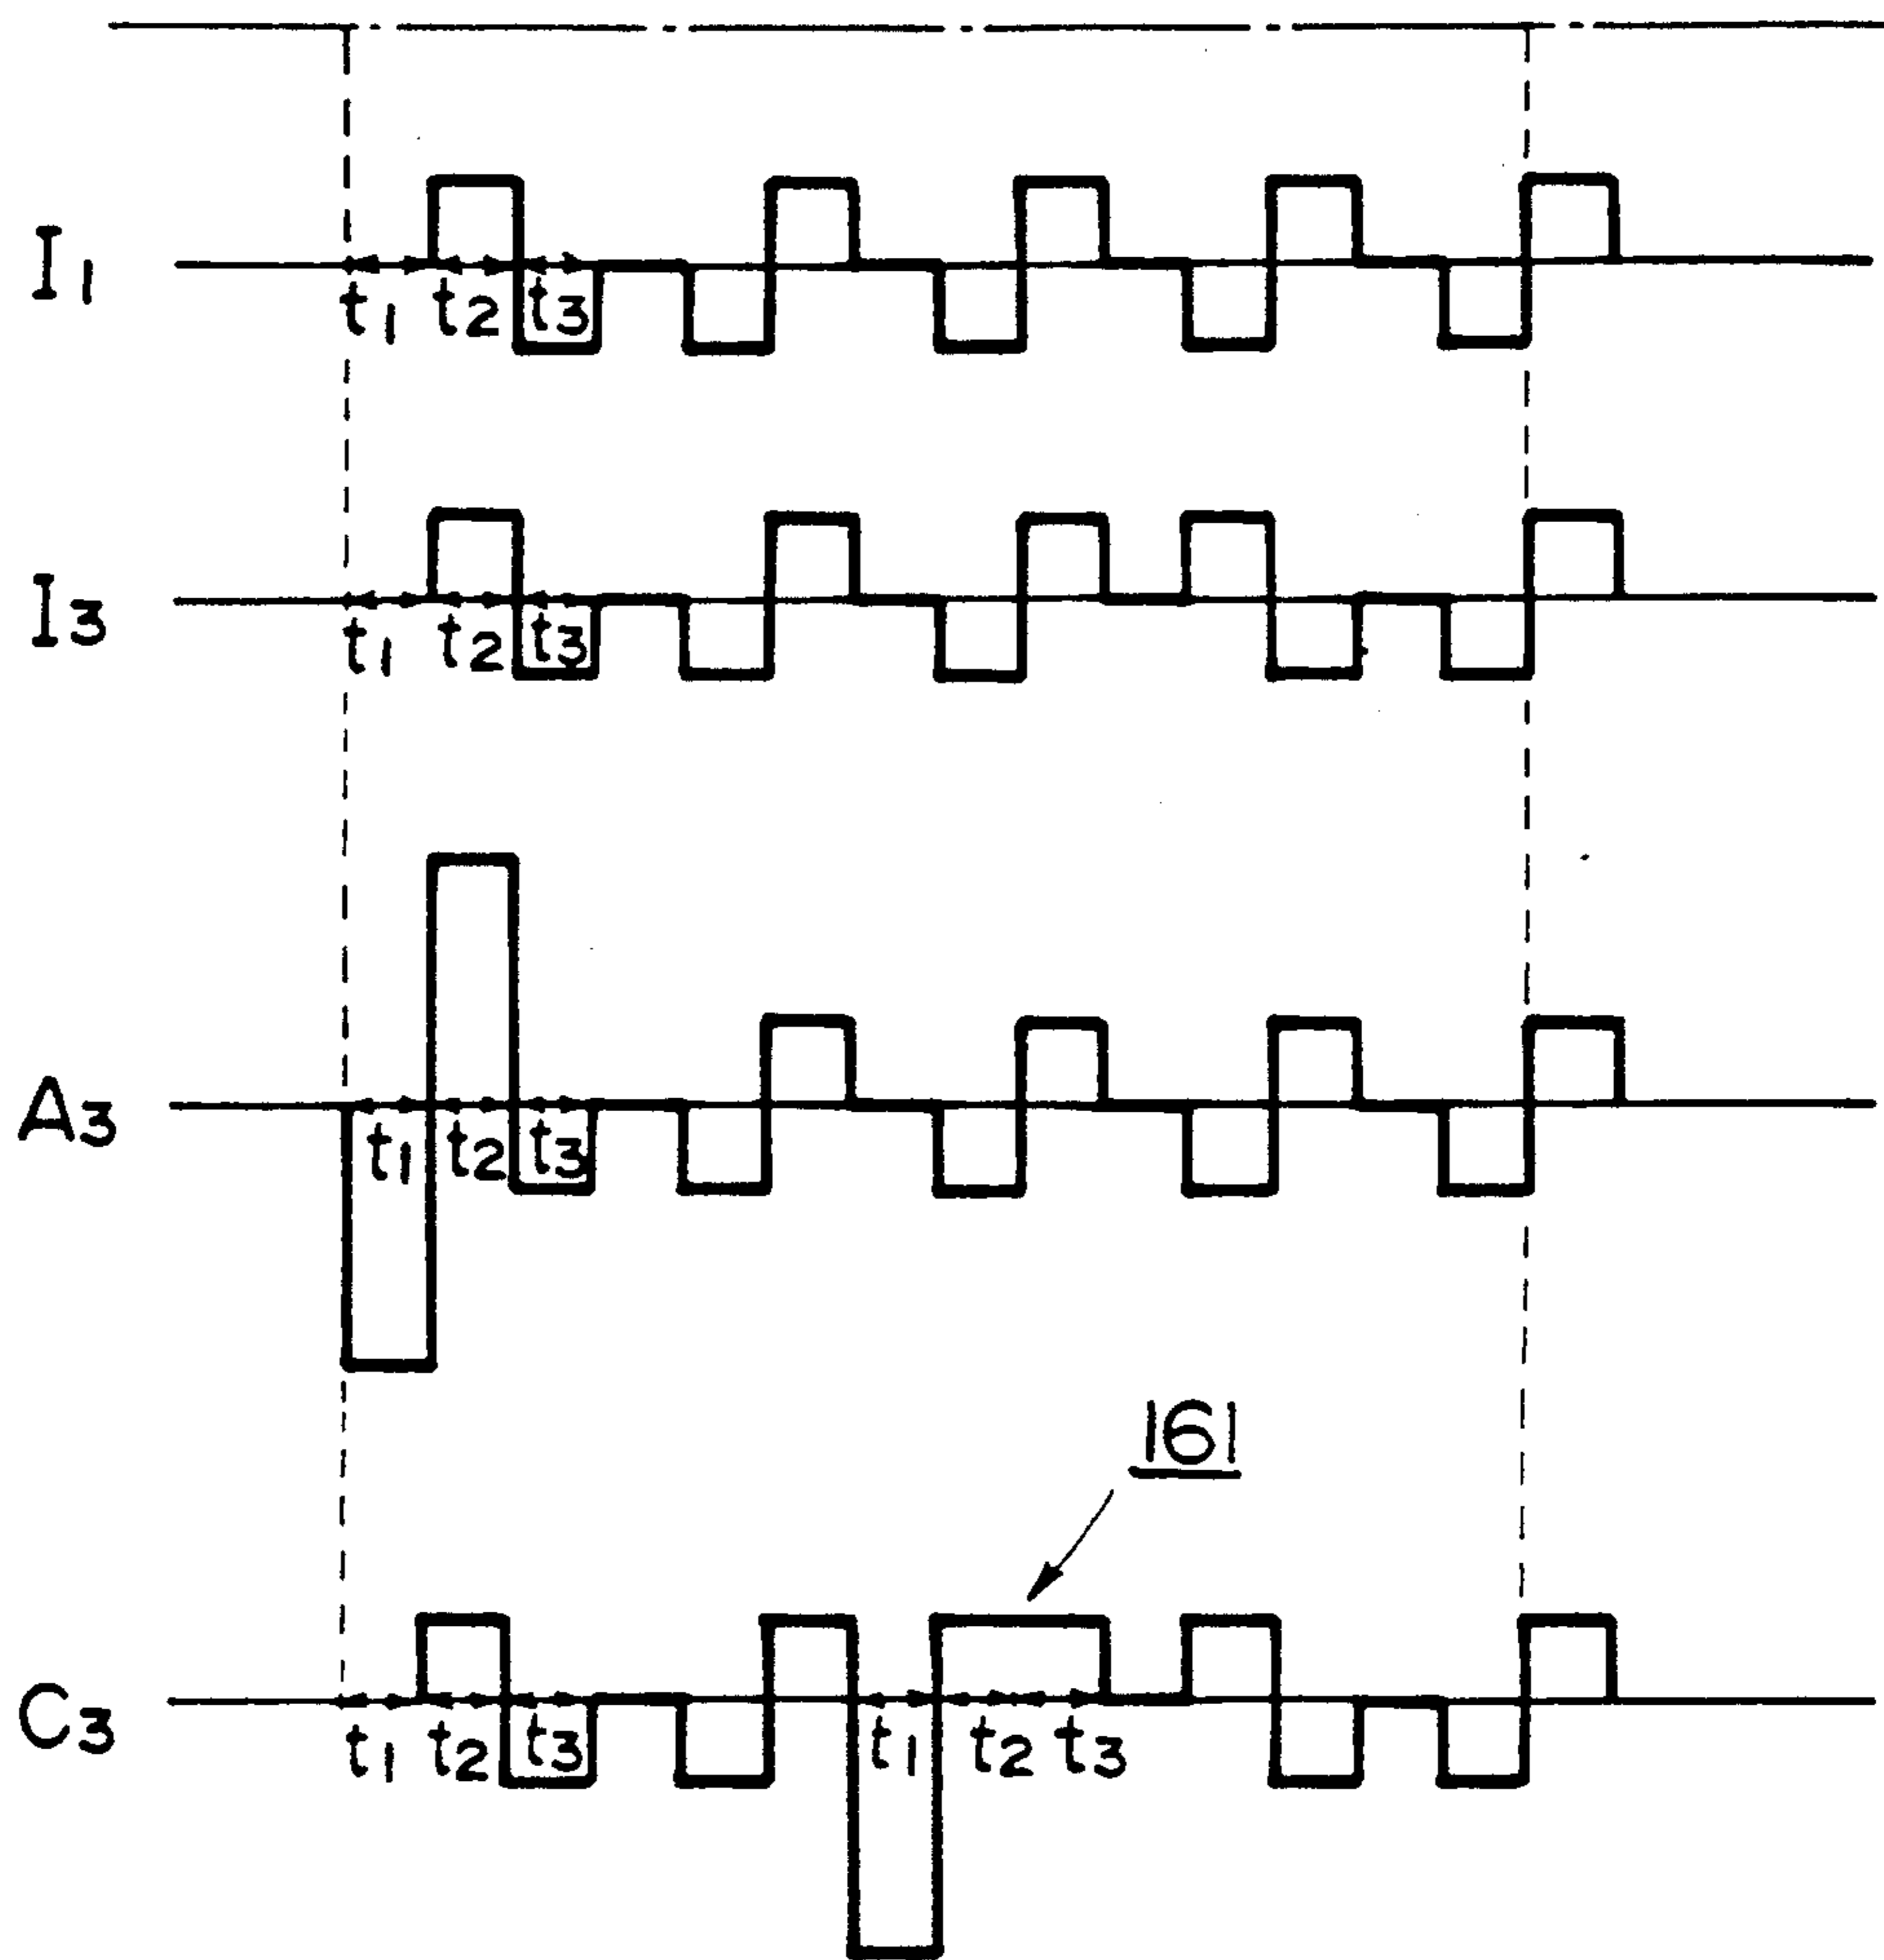 I₁
t₁ t₂ t₃
I₃
t₁ t₂ t₃
A₃
t₁ t₂ t₃
161
C₃
t₁ t₂ t₃ t₁ t₂ t₃